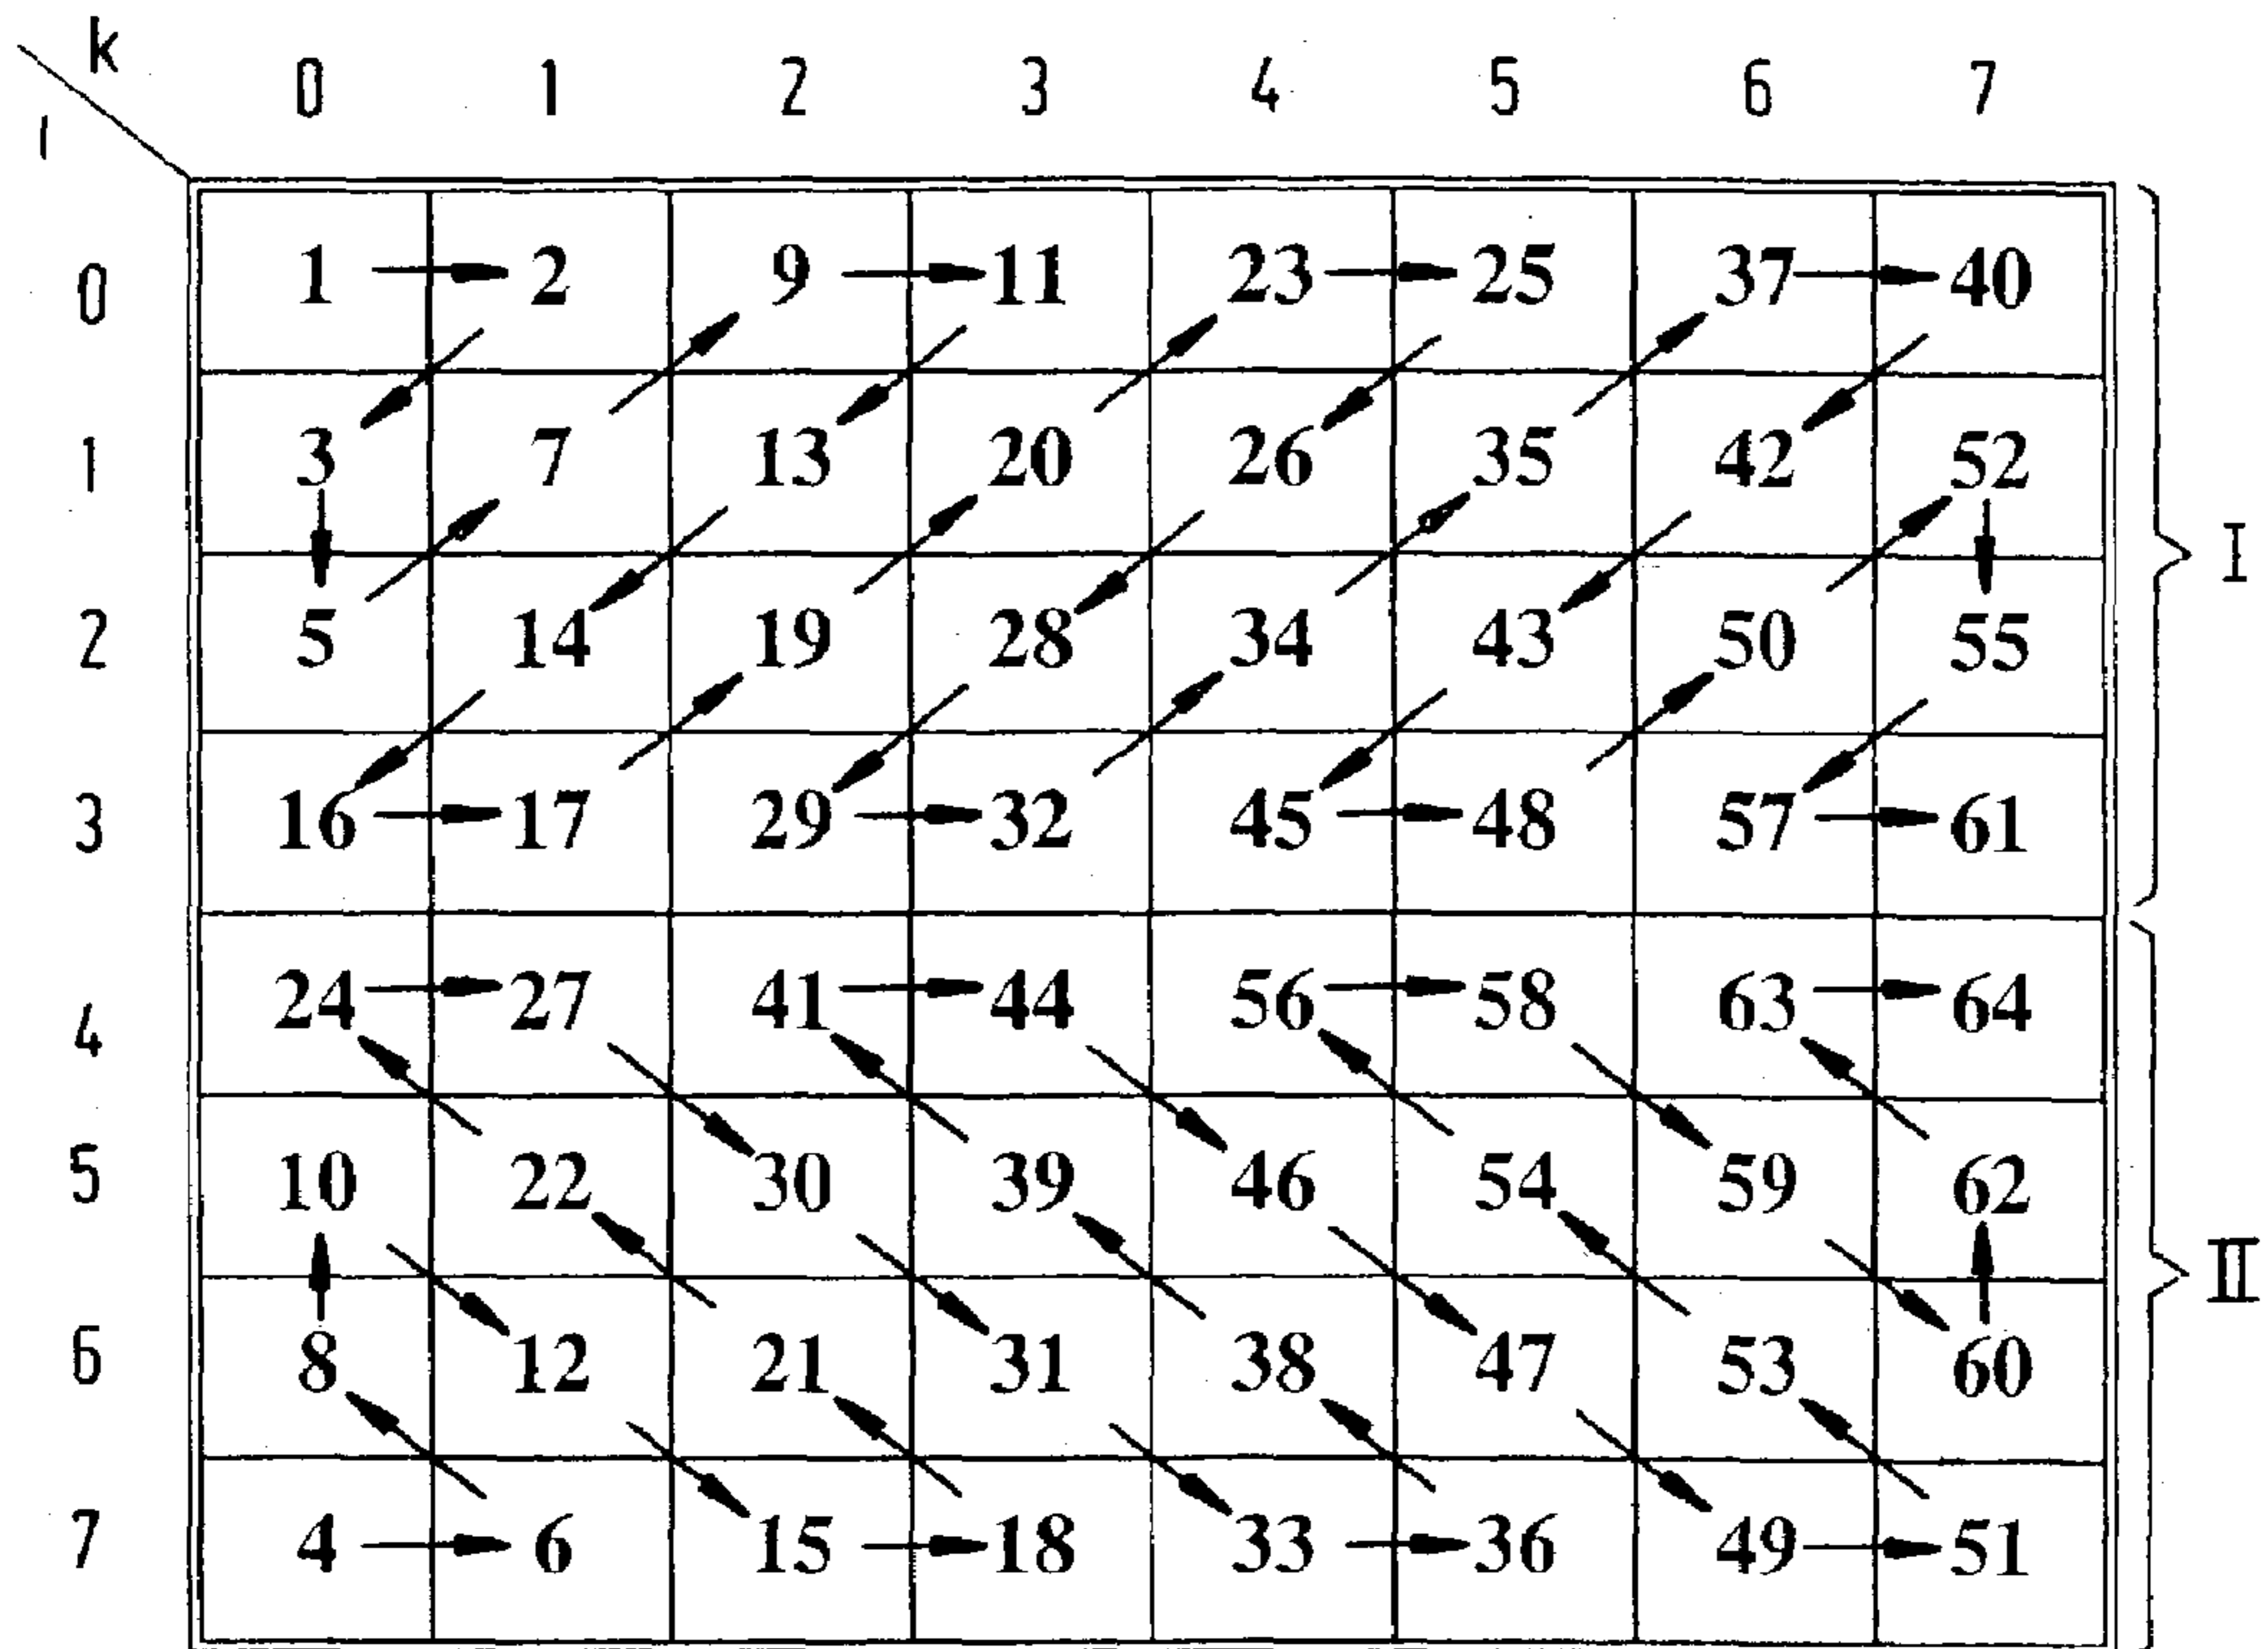 k
l
0 1 2 3 4 5 6 7
0 1 2 9 11 23 25 37 40
1 3 7 13 20 26 35 42 52
I
2 5 14 19 28 34 43 50 55
3 16 17 29 32 45 48 57 61
4 24 27 41 44 56 58 63 64
5 10 22 30 39 46 54 59 62
II
6 8 12 21 31 38 47 53 60
7 4 6 15 18 33 36 49 51